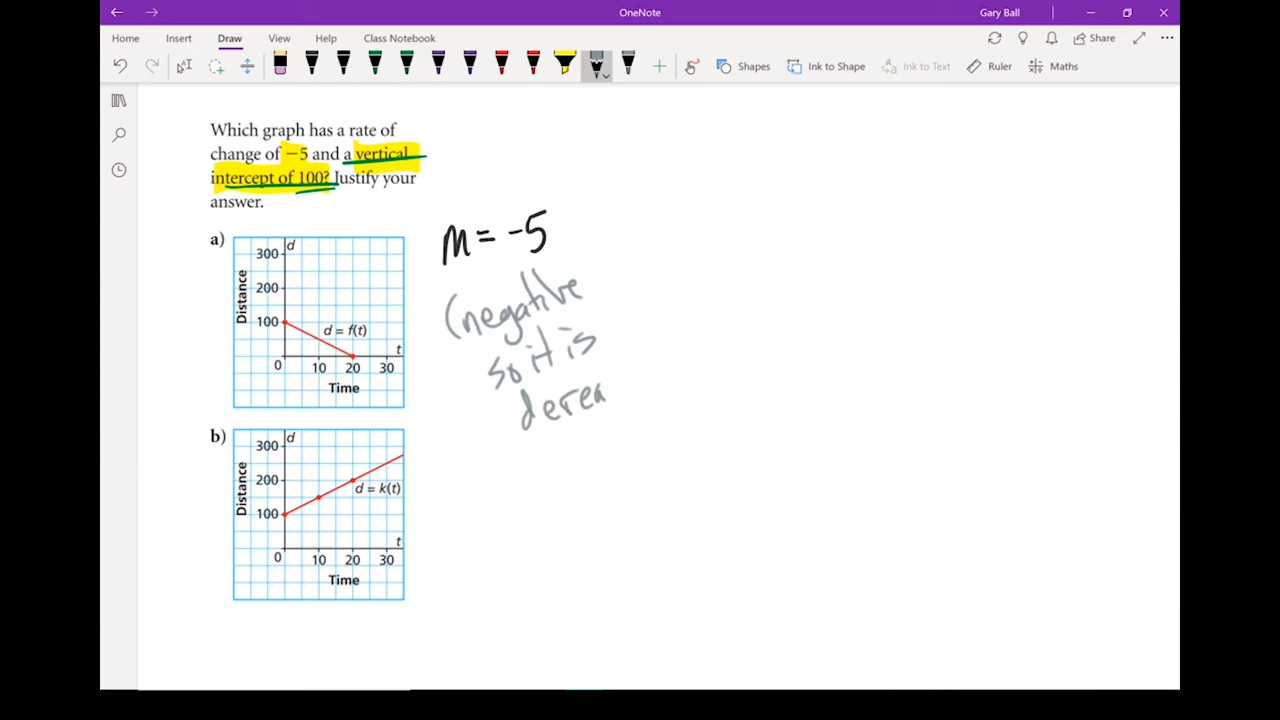 OneNote
Gary Ball
Home Insert Draw View Help Class Notebook
Share
Shapes Ink to Shape Ink to Text Ruler Maths
Which graph has a rate of
change of −5 and a vertical
intercept of 100? Justify your
answer.
a)
d
300
200
100
0
10 20 30
t
d = f(t)
Distance
Time
m = -5
(negative
so it is
derea
b)
d
300
200
100
0
10 20 30
t
d = k(t)
Distance
Time